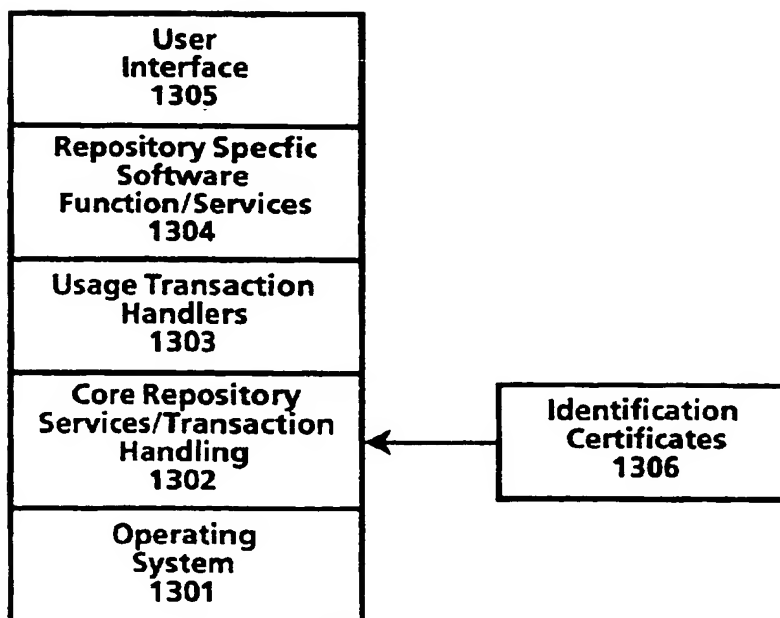 User
Interface
1305
Repository Specfic
Software
Function/Services
1304
Usage Transaction
Handlers
1303
Core Repository
Services/Transaction
Handling
1302
Identification
Certificates
1306
Operating
System
1301